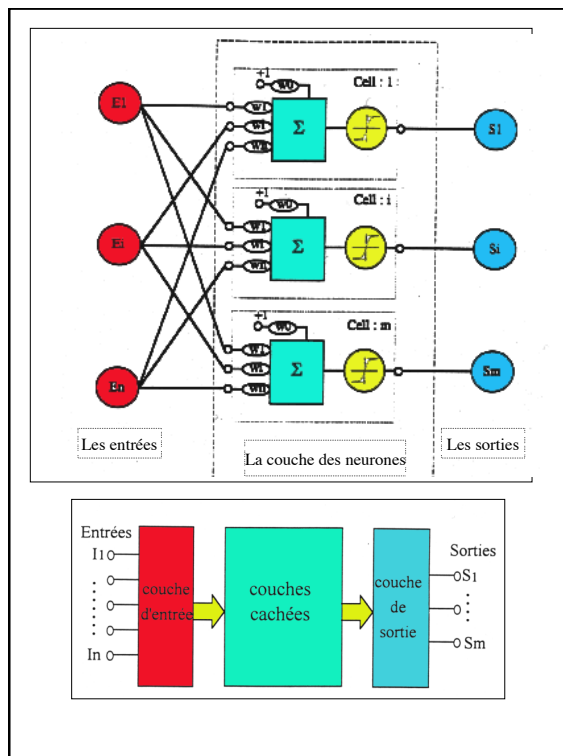 +1
W0
Cell : 1
E1
W1
Wi
Wn
Σ
S1
+1
W0
Cell : i
Ei
W1
Wi
Wn
Σ
Si
+1
W0
Cell : m
En
W1
Wi
Wn
Σ
Sm
Les entrées
La couche des neurones
Les sorties
Entrées
I1
In
couche
d'entrée
couches
cachées
couche
de
sortie
Sorties
S1
Sm